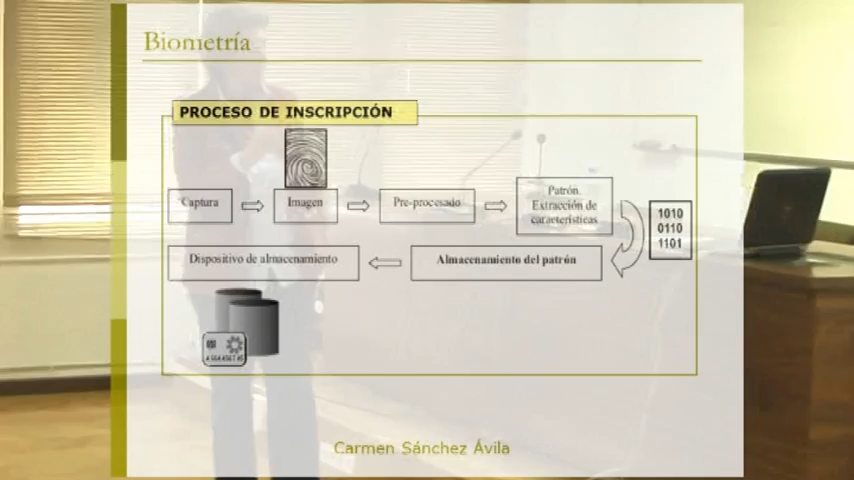 Biometría
PROCESO DE INSCRIPCIÓN
Captura
Imagen
Pre-procesado
Patrón.
Extracción de
características
1010
0110
1101
Dispositivo de almacenamiento
Almacenamiento del patrón
Carmen Sánchez Ávila